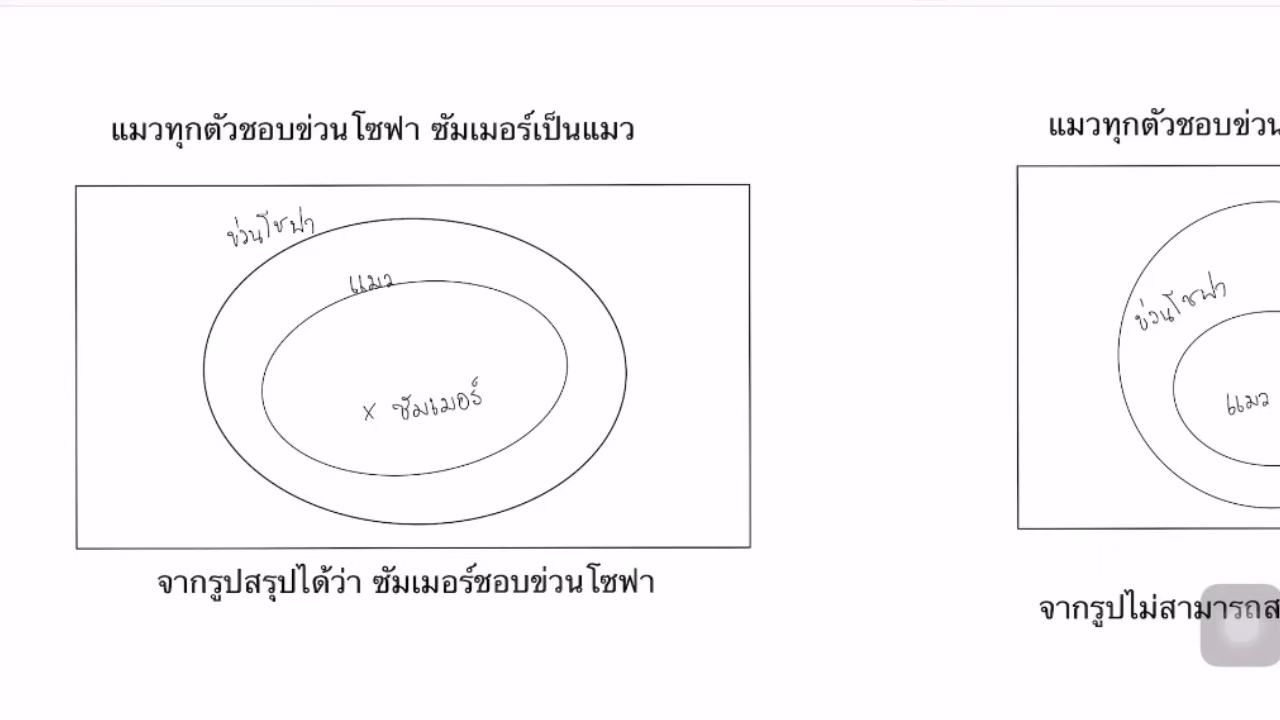 แมวทุกตัวชอบข่วนโซฟา ซัมเมอร์เป็นแมว
ข่วนโซฟา
แมว
x ซัมเมอร์
จากรูปสรุปได้ว่า ซัมเมอร์ชอบข่วนโซฟา
แมวทุกตัวชอบข่วน
ข่วนโซฟา
แมว
จากรูปไม่สามารถส